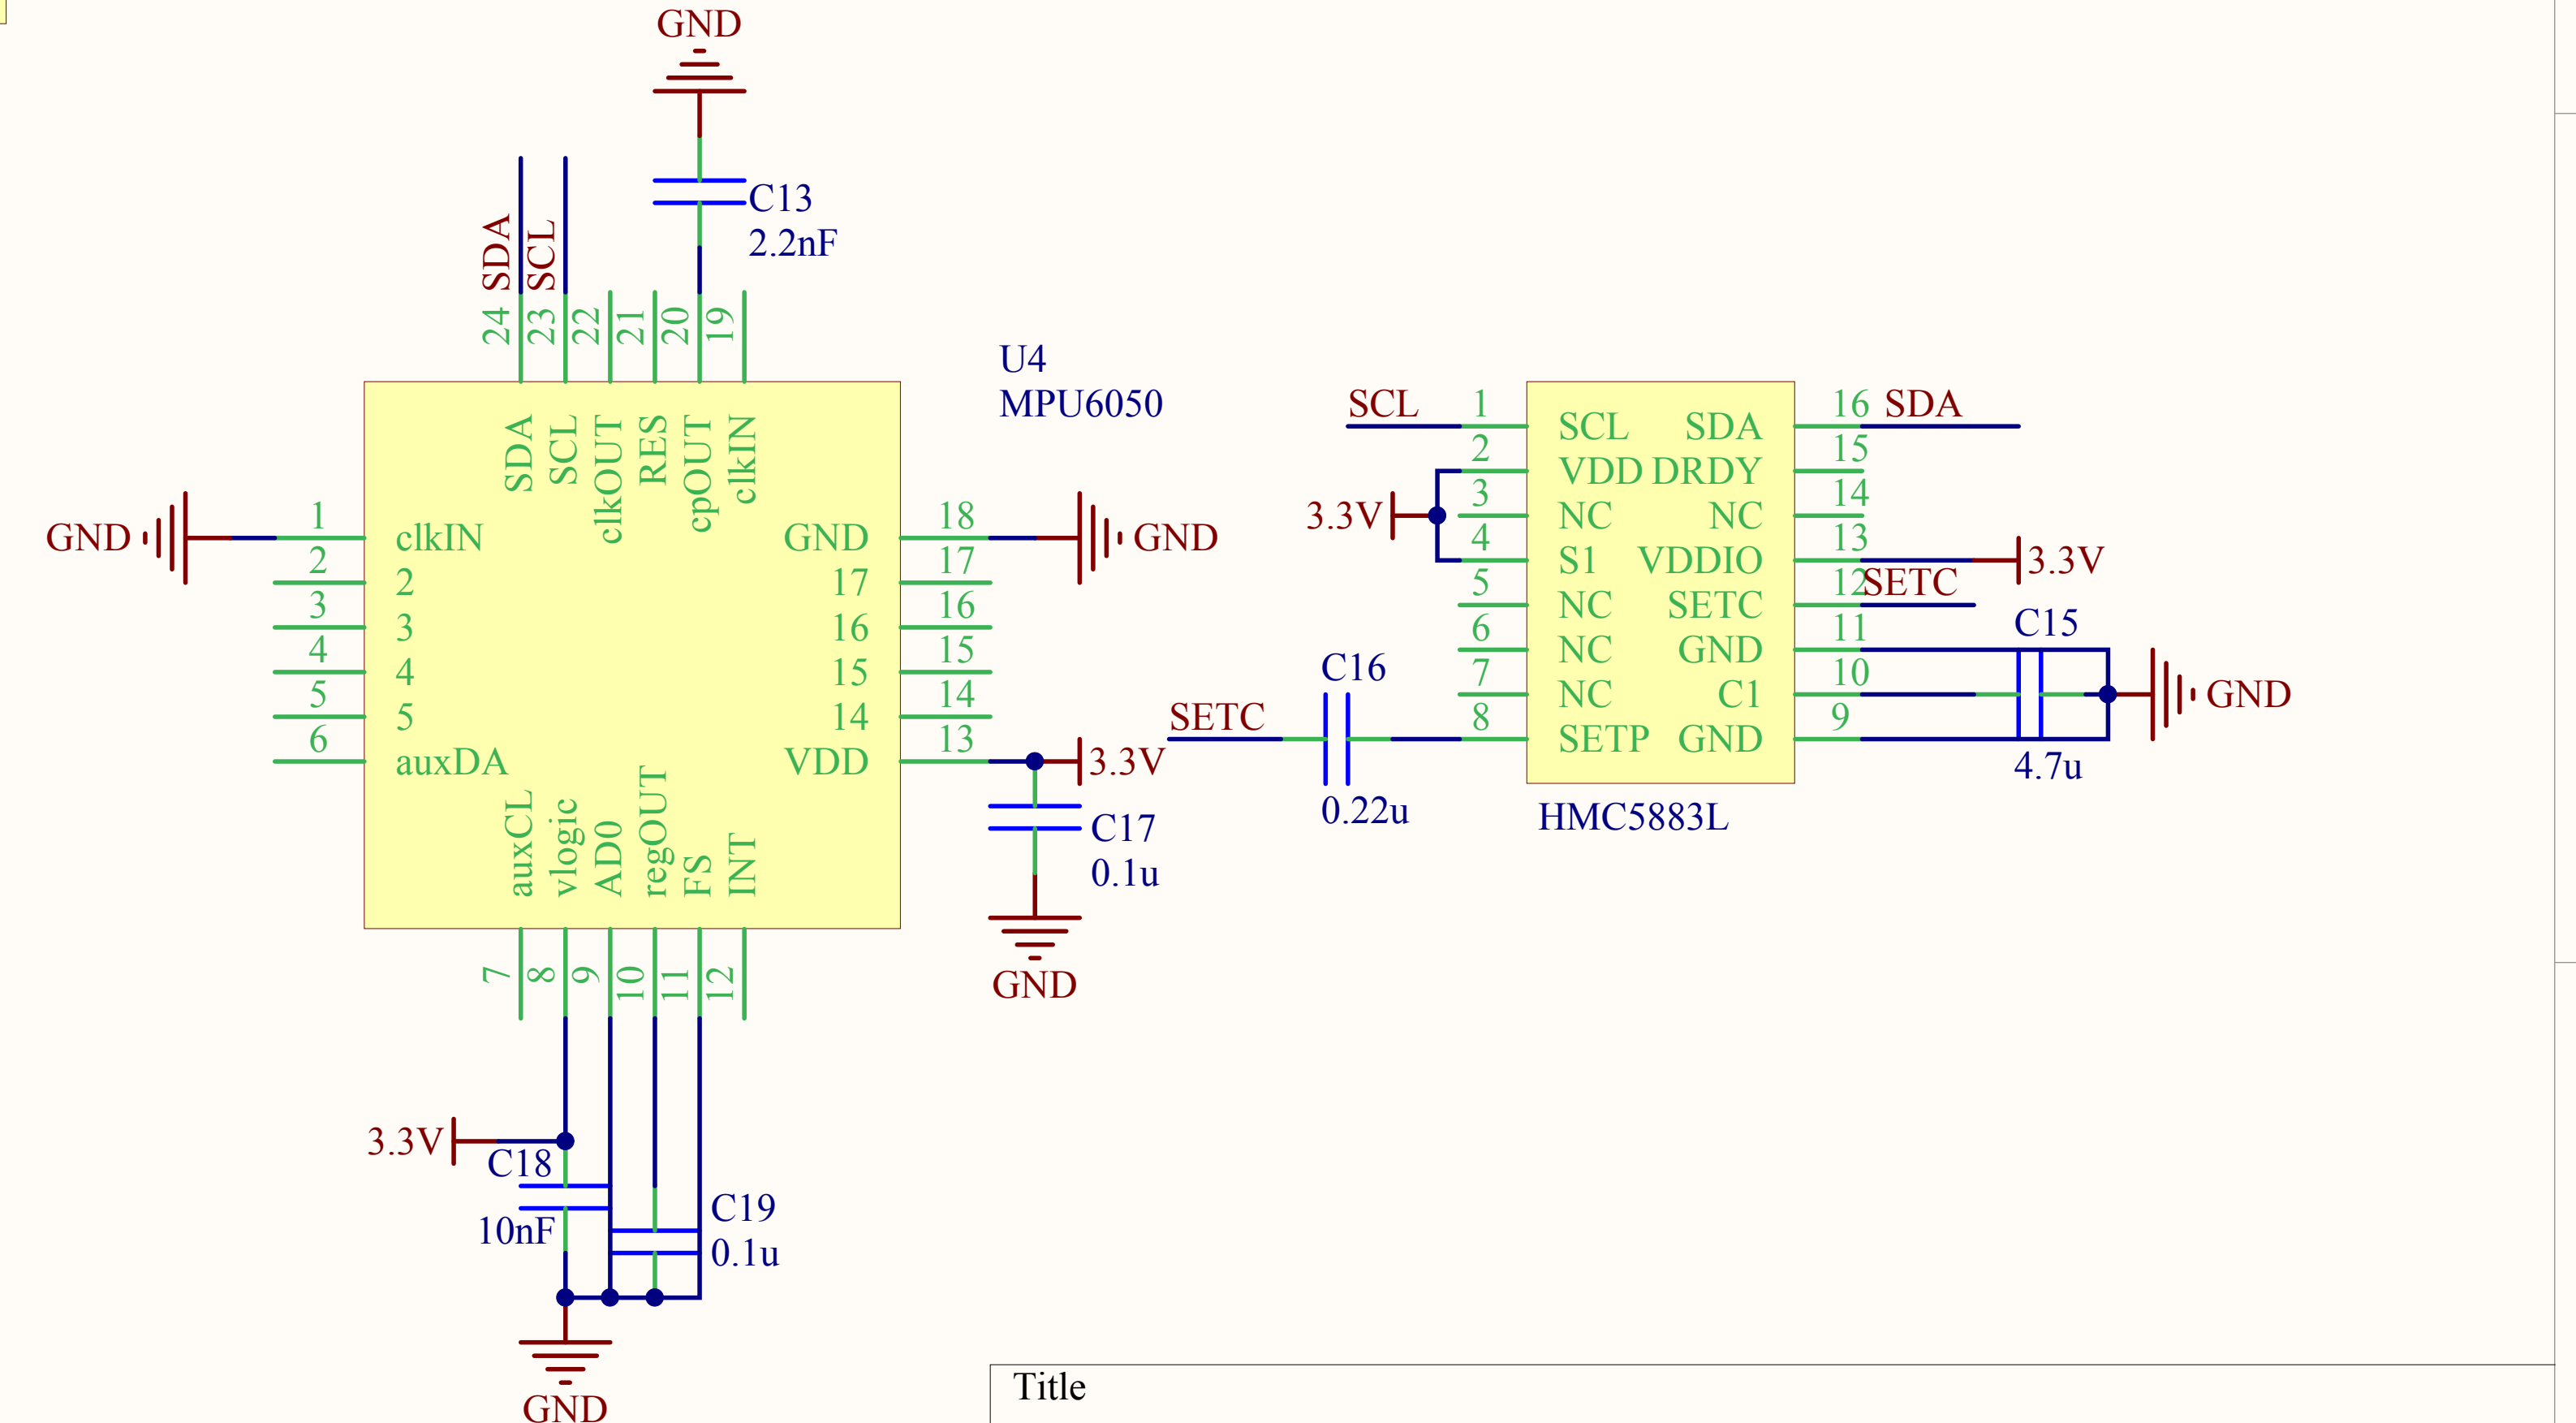 GND
C13
2.2nF
SDA
SCL
24
23
22
21
20
19
U4
MPU6050
SDA
SCL
clkOUT
RES
cpOUT
clkIN
GND
1
clkIN
2
2
3
3
4
4
5
5
6
auxDA
GND
18
GND
17
17
16
16
15
15
14
14
VDD
13
3.3V
C17
0.1u
GND
auxCL
vlogic
AD0
regOUT
FS
INT
7
8
9
10
11
12
3.3V
C18
10nF
C19
0.1u
GND
SCL
1
SCL
2
VDD
3.3V
3
NC
4
S1
5
NC
6
NC
7
NC
8
SETP
SETC
C16
0.22u
SDA
16
SDA
DRDY
15
NC
14
VDDIO
13
3.3V
SETC
12
SETC
GND
11
C1
10
GND
9
C15
4.7u
GND
HMC5883L
Title